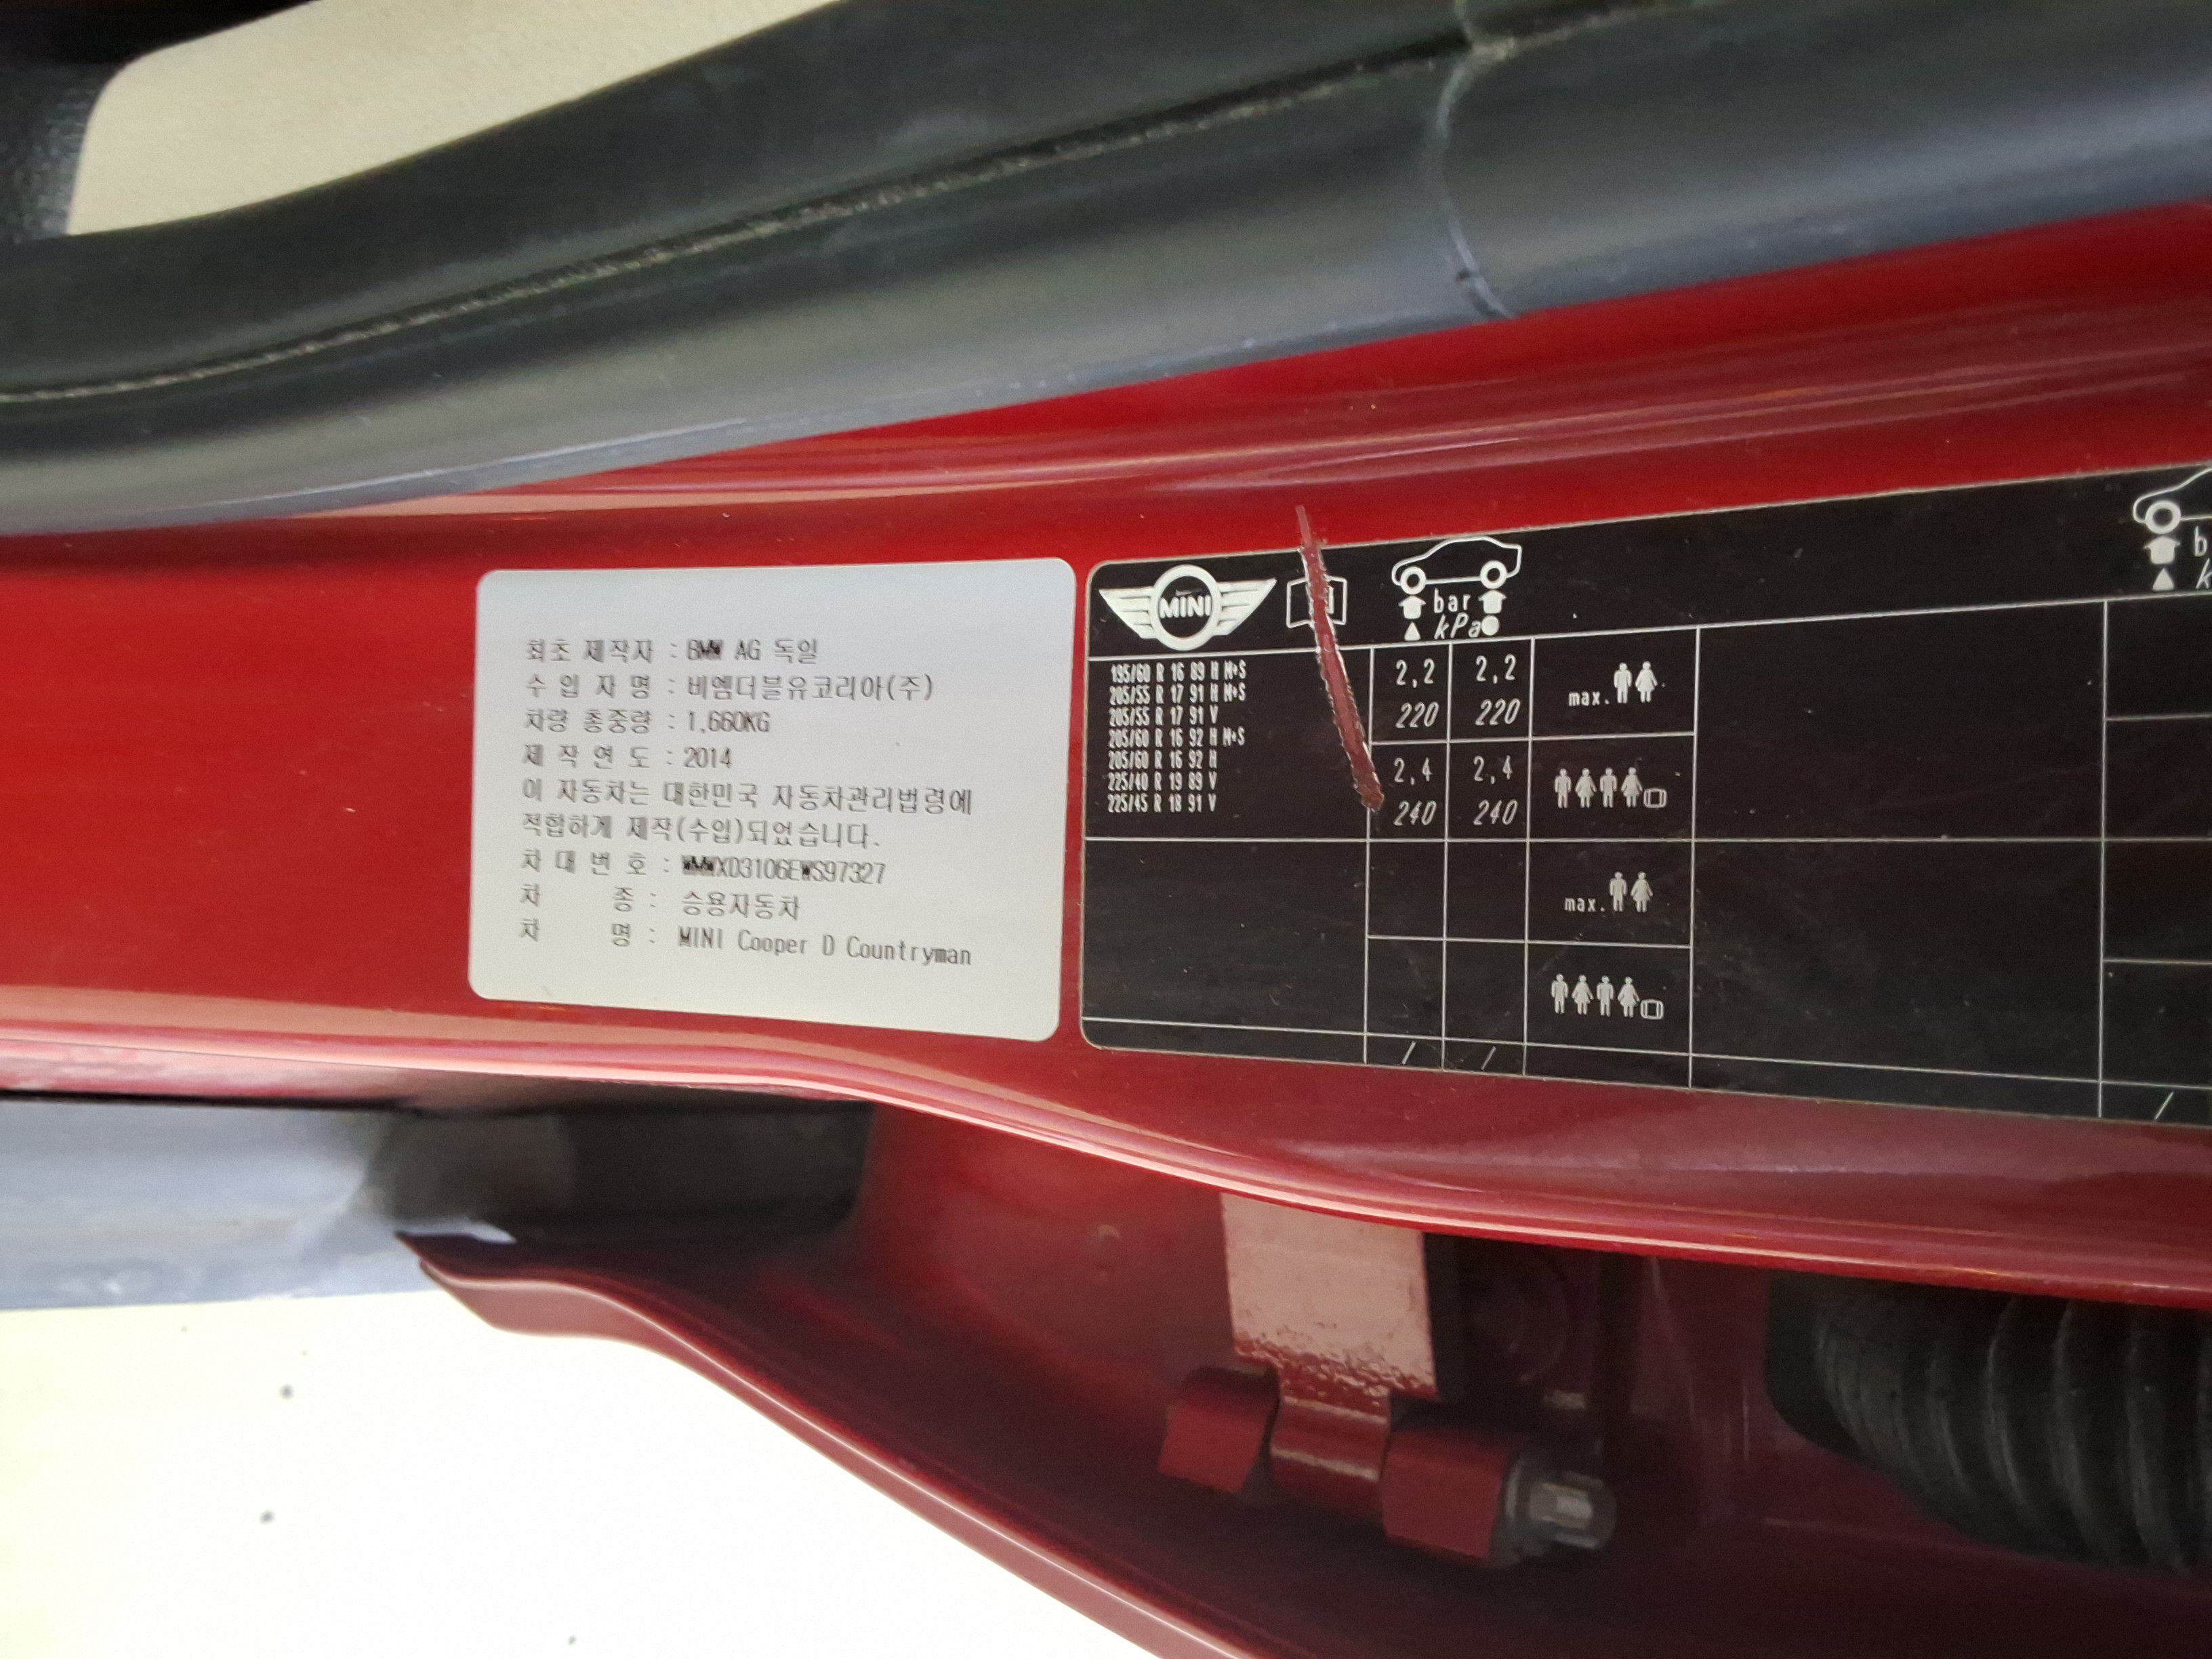 최초 제작자 : BMW AG 독일
수 입 자 명 : 비엠더블유코리아(주)
차량 총중량 : 1,660KG
제 작 연 도 : 2014
이 자동차는 대한민국 자동차관리법령에
적합하게 제작(수입)되었습니다.
차 대 번 호 : WMWXD3106EWS97327
차 종 : 승용자동차
차 명 : MINI Cooper D Countryman
MINI
bar
kPa
195/60 R 16 89 H M+S
205/55 R 17 91 H M+S
205/55 R 17 91 V
205/60 R 16 92 H M+S
205/60 R 16 92 H
225/40 R 19 89 V
225/45 R 18 91 V
2,2 2,2
220 220
max.
2,4 2,4
240 240
max.
/ /
/